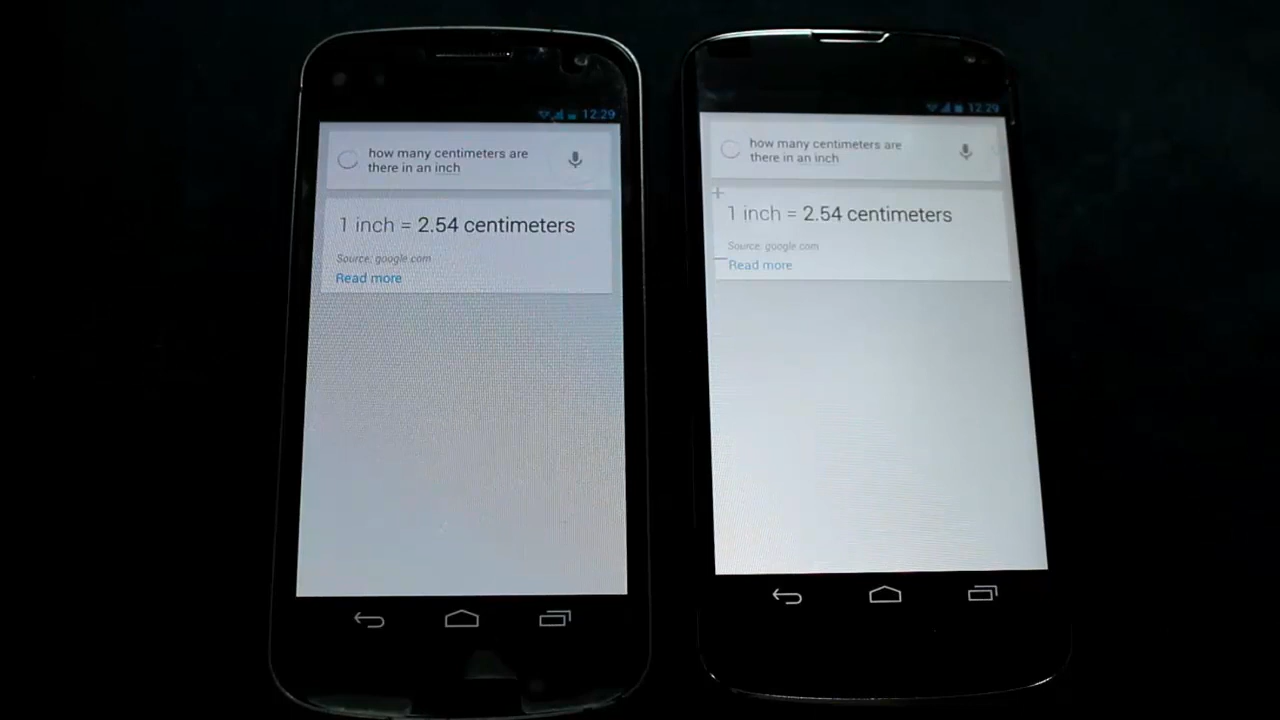 12:29
how many centimeters are
there in an inch
1 inch = 2.54 centimeters
Source: google.com
Read more
12:29
how many centimeters are
there in an inch
1 inch = 2.54 centimeters
Source: google.com
Read more